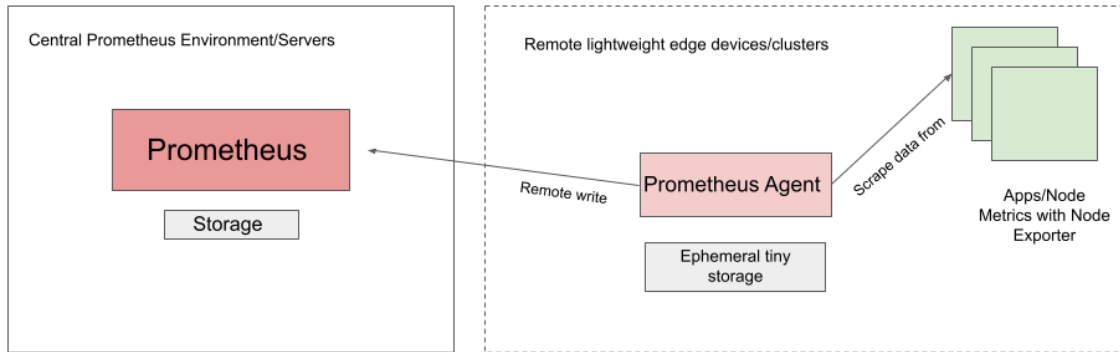 Central Prometheus Environment/Servers
Prometheus
Storage
Remote write
Remote lightweight edge devices/clusters
Prometheus Agent
Ephemeral tiny
storage
Scrape data from
Apps/Node
Metrics with Node
Exporter